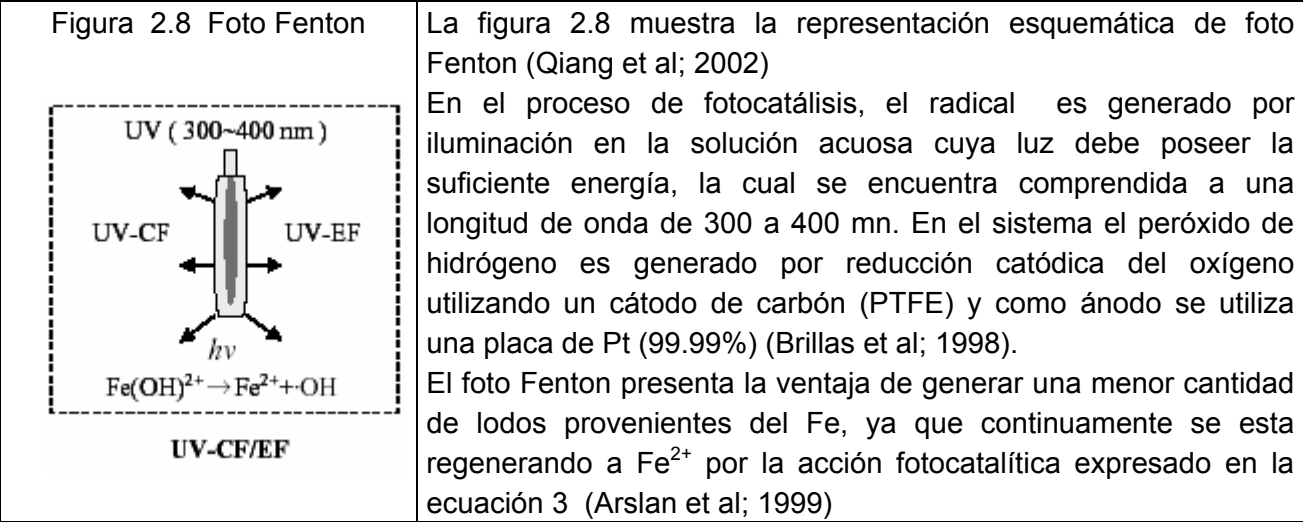 Figura 2.8 Foto Fenton
UV ( 300~400 nm )
UV-CF UV-EF
hν
Fe(OH)²⁺→Fe²⁺+·OH
UV-CF/EF
La figura 2.8 muestra la representación esquemática de foto
Fenton (Qiang et al; 2002)
En el proceso de fotocatálisis, el radical es generado por
iluminación en la solución acuosa cuya luz debe poseer la
suficiente energía, la cual se encuentra comprendida a una
longitud de onda de 300 a 400 mn. En el sistema el peróxido de
hidrógeno es generado por reducción catódica del oxígeno
utilizando un cátodo de carbón (PTFE) y como ánodo se utiliza
una placa de Pt (99.99%) (Brillas et al; 1998).
El foto Fenton presenta la ventaja de generar una menor cantidad
de lodos provenientes del Fe, ya que continuamente se esta
regenerando a Fe²⁺ por la acción fotocatalítica expresado en la
ecuación 3 (Arslan et al; 1999)